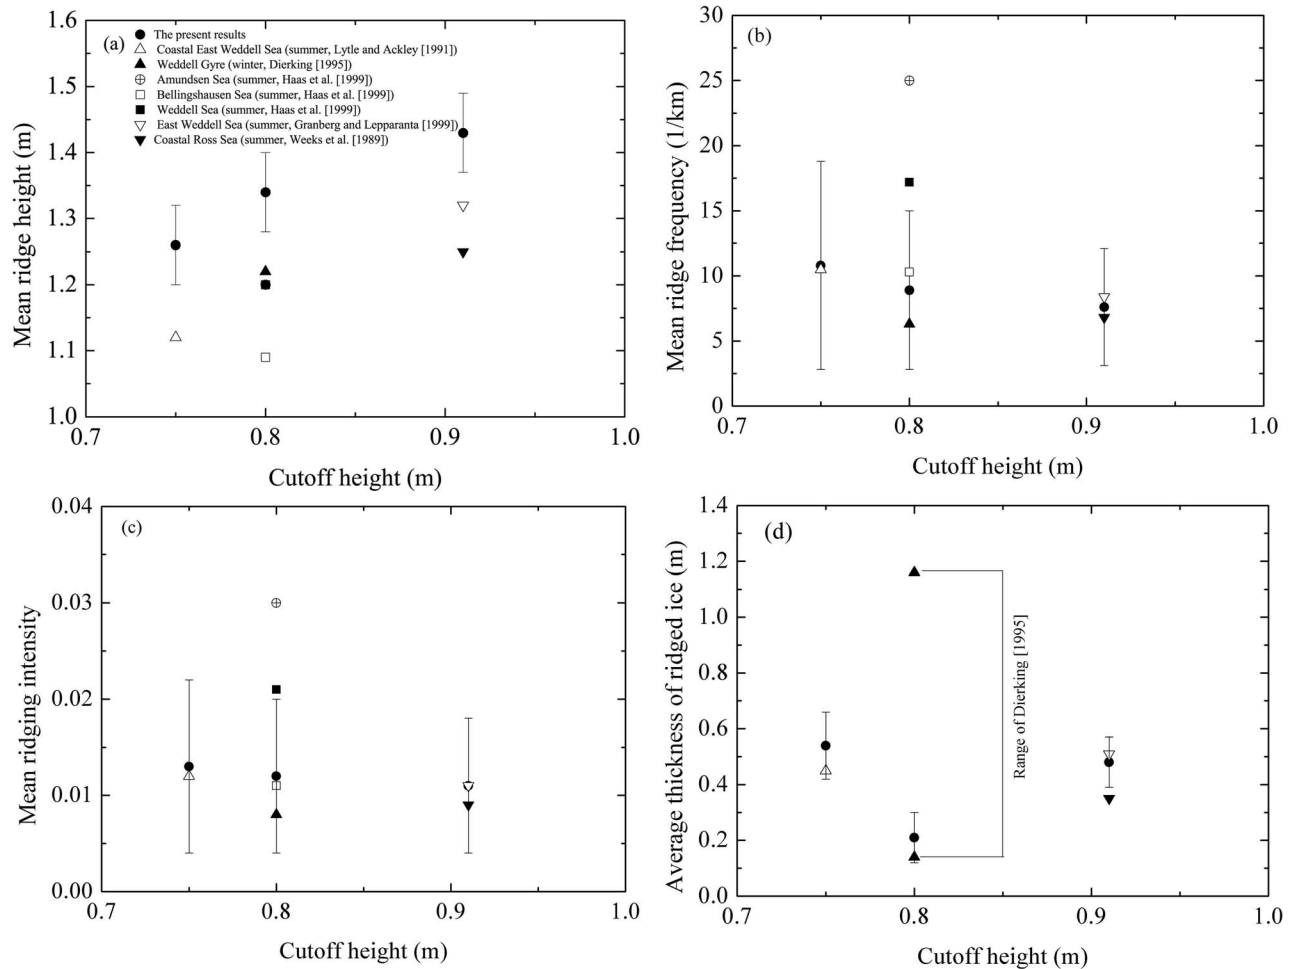 (a)
The present results
Coastal East Weddell Sea (summer, Lytle and Ackley [1991])
Weddell Gyre (winter, Dierking [1995])
Amundsen Sea (summer, Haas et al. [1999])
Bellingshausen Sea (summer, Haas et al. [1999])
Weddell Sea (summer, Haas et al. [1999])
East Weddell Sea (summer, Granberg and Lepparanta [1999])
Coastal Ross Sea (summer, Weeks et al. [1989])
Mean ridge height (m)
1.6
1.5
1.4
1.3
1.2
1.1
1.0
0.7 0.8 0.9 1.0
Cutoff height (m)
(b)
Mean ridge frequency (1/km)
30
25
20
15
10
5
0
0.7 0.8 0.9 1.0
Cutoff height (m)
(c)
Mean ridging intensity
0.04
0.03
0.02
0.01
0.00
0.7 0.8 0.9 1.0
Cutoff height (m)
(d)
Average thickness of ridged ice (m)
1.4
1.2
1.0
0.8
0.6
0.4
0.2
0.0
Range of Dierking [1995]
0.7 0.8 0.9 1.0
Cutoff height (m)